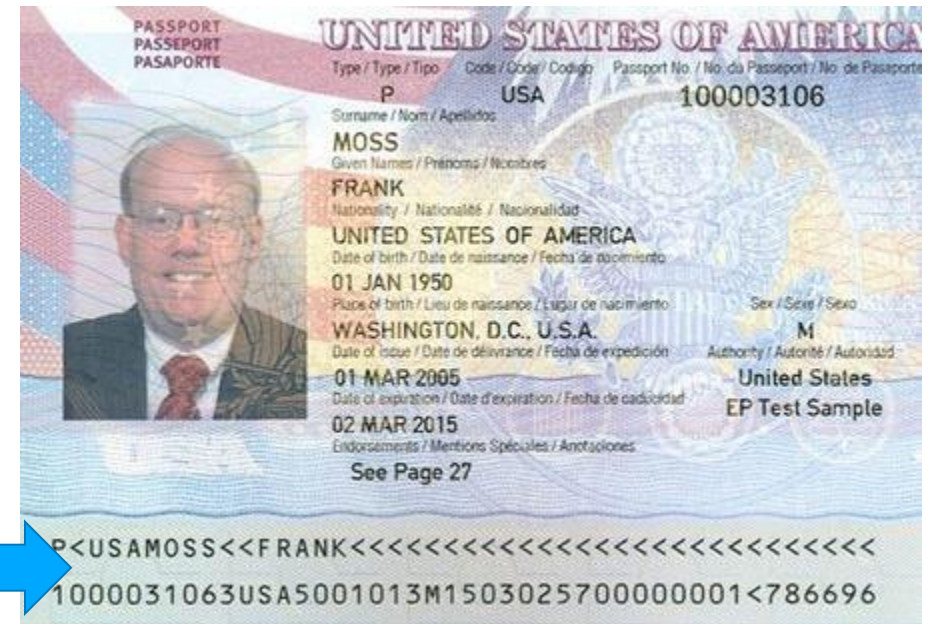 PASSPORT
PASSEPORT
PASAPORTE
UNITED STATES OF AMERICA
Type / Type / Tipo Code / Code / Codigo Passport No. / No. du Passeport / No. de Pasaporte
P USA 100003106
Surname / Nom / Apellidos
MOSS
Given Names / Prénoms / Nombres
FRANK
Nationality / Nationalité / Nacionalidad
UNITED STATES OF AMERICA
Date of birth / Date de naissance / Fecha de nacimiento
01 JAN 1950
Place of birth / Lieu de naissance / Lugar de nacimiento Sex / Sexe / Sexo
WASHINGTON, D.C., U.S.A. M
Date of issue / Date de délivrance / Fecha de expedición Authority / Autorité / Autoridad
01 MAR 2005 United States
Date of expiration / Date d'expiration / Fecha de caducidad EP Test Sample
02 MAR 2015
Endorsements / Mentions Spéciales / Anotaciones
See Page 27
USA
P<USAMOSS<<FRANK<<<<<<<<<<<<<<<<<<<<<<<<<<<<
1000031063USA5001013M1503025700000001<786696